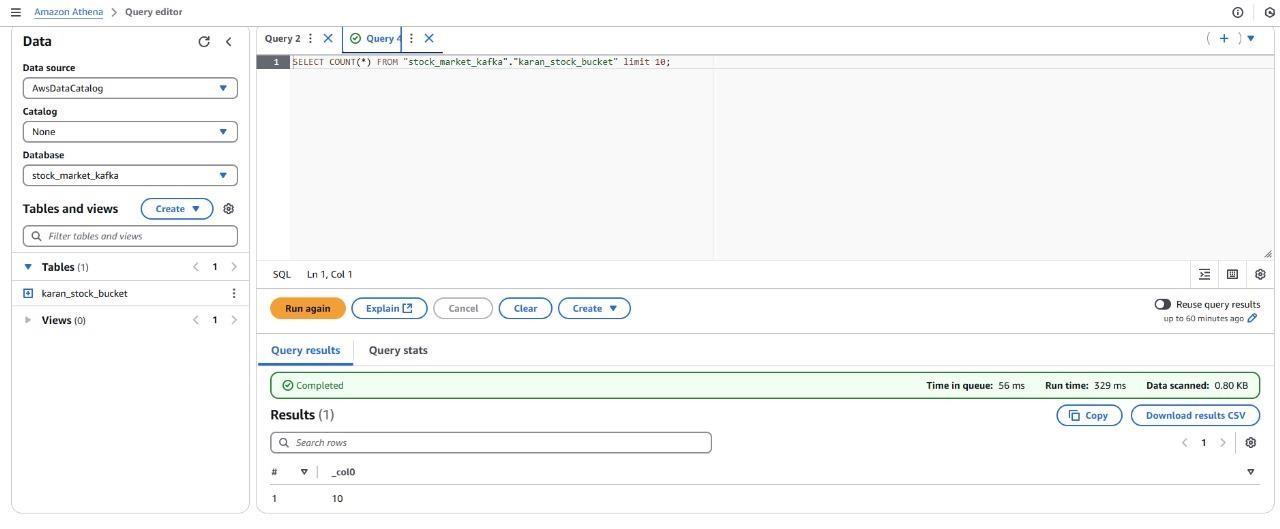 Amazon Athena > Query editor
Data
Data source
AwsDataCatalog
Catalog
None
Database
stock_market_kafka
Tables and views Create
Filter tables and views
Tables (1) < 1 >
karan_stock_bucket
Views (0) < 1 >
Query 2 Query 4
1 SELECT COUNT(*) FROM "stock_market_kafka"."karan_stock_bucket" limit 10;
SQL Ln 1, Col 1
Run again Explain Cancel Clear Create
Reuse query results
up to 60 minutes ago
Query results Query stats
Completed Time in queue: 56 ms Run time: 329 ms Data scanned: 0.80 KB
Results (1) Copy Download results CSV
Search rows < 1 >
# _col0
1 10